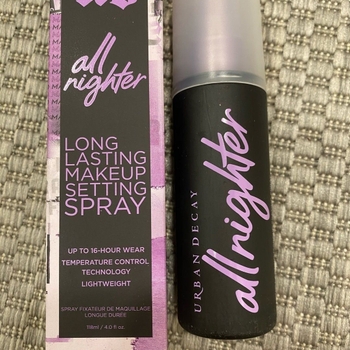 all
nighter
LONG
LASTING
MAKEUP
SETTING
SPRAY
UP TO 16-HOUR WEAR
TEMPERATURE CONTROL
TECHNOLOGY
LIGHTWEIGHT
SPRAY FIXATEUR DE MAQUILLAGE
LONGUE DURÉE
118ml / 4.0 fl oz.
URBAN DECAY
all nighter